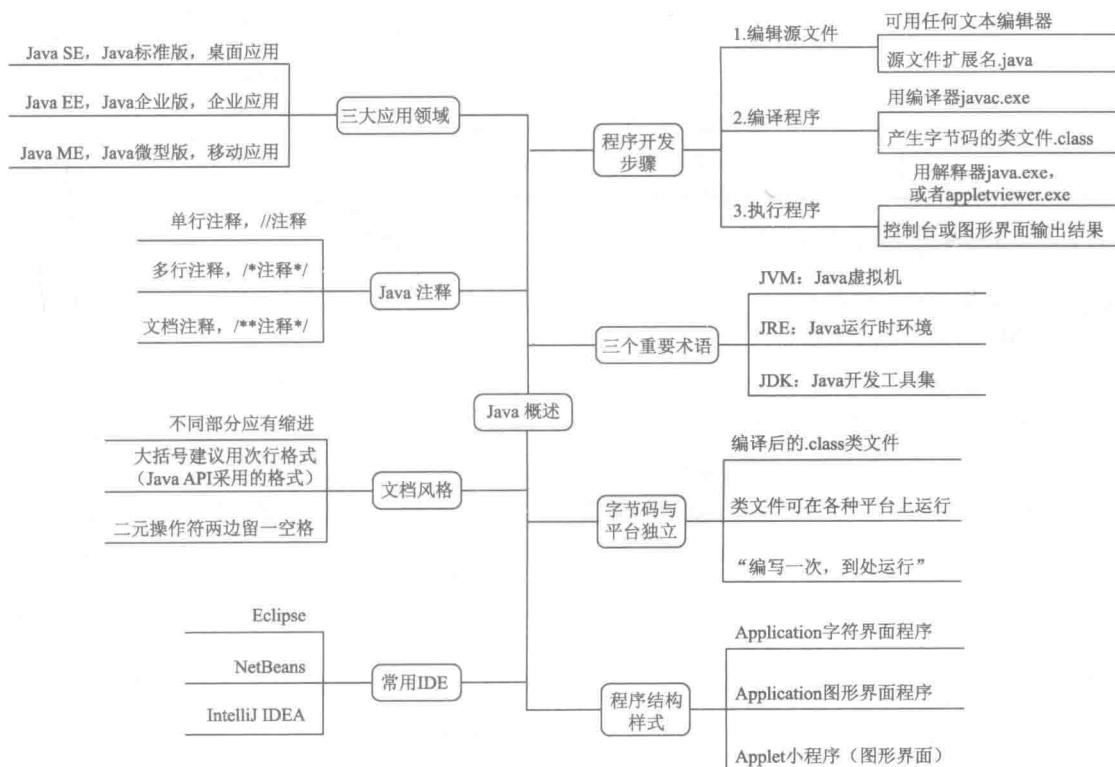 Java SE，Java标准版，桌面应用
Java EE，Java企业版，企业应用
Java ME，Java微型版，移动应用
三大应用领域
单行注释，//注释
多行注释，/*注释*/
文档注释，/**注释*/
Java 注释
不同部分应有缩进
大括号建议用次行格式
（Java API采用的格式）
二元操作符两边留一空格
文档风格
Eclipse
NetBeans
IntelliJ IDEA
常用IDE
Java 概述
程序开发
步骤
1.编辑源文件
可用任何文本编辑器
源文件扩展名.java
2.编译程序
用编译器javac.exe
产生字节码的类文件.class
3.执行程序
用解释器java.exe，
或者appletviewer.exe
控制台或图形界面输出结果
三个重要术语
JVM：Java虚拟机
JRE：Java运行时环境
JDK：Java开发工具集
字节码与
平台独立
编译后的.class类文件
类文件可在各种平台上运行
“编写一次，到处运行”
程序结构
样式
Application字符界面程序
Application图形界面程序
Applet小程序（图形界面）